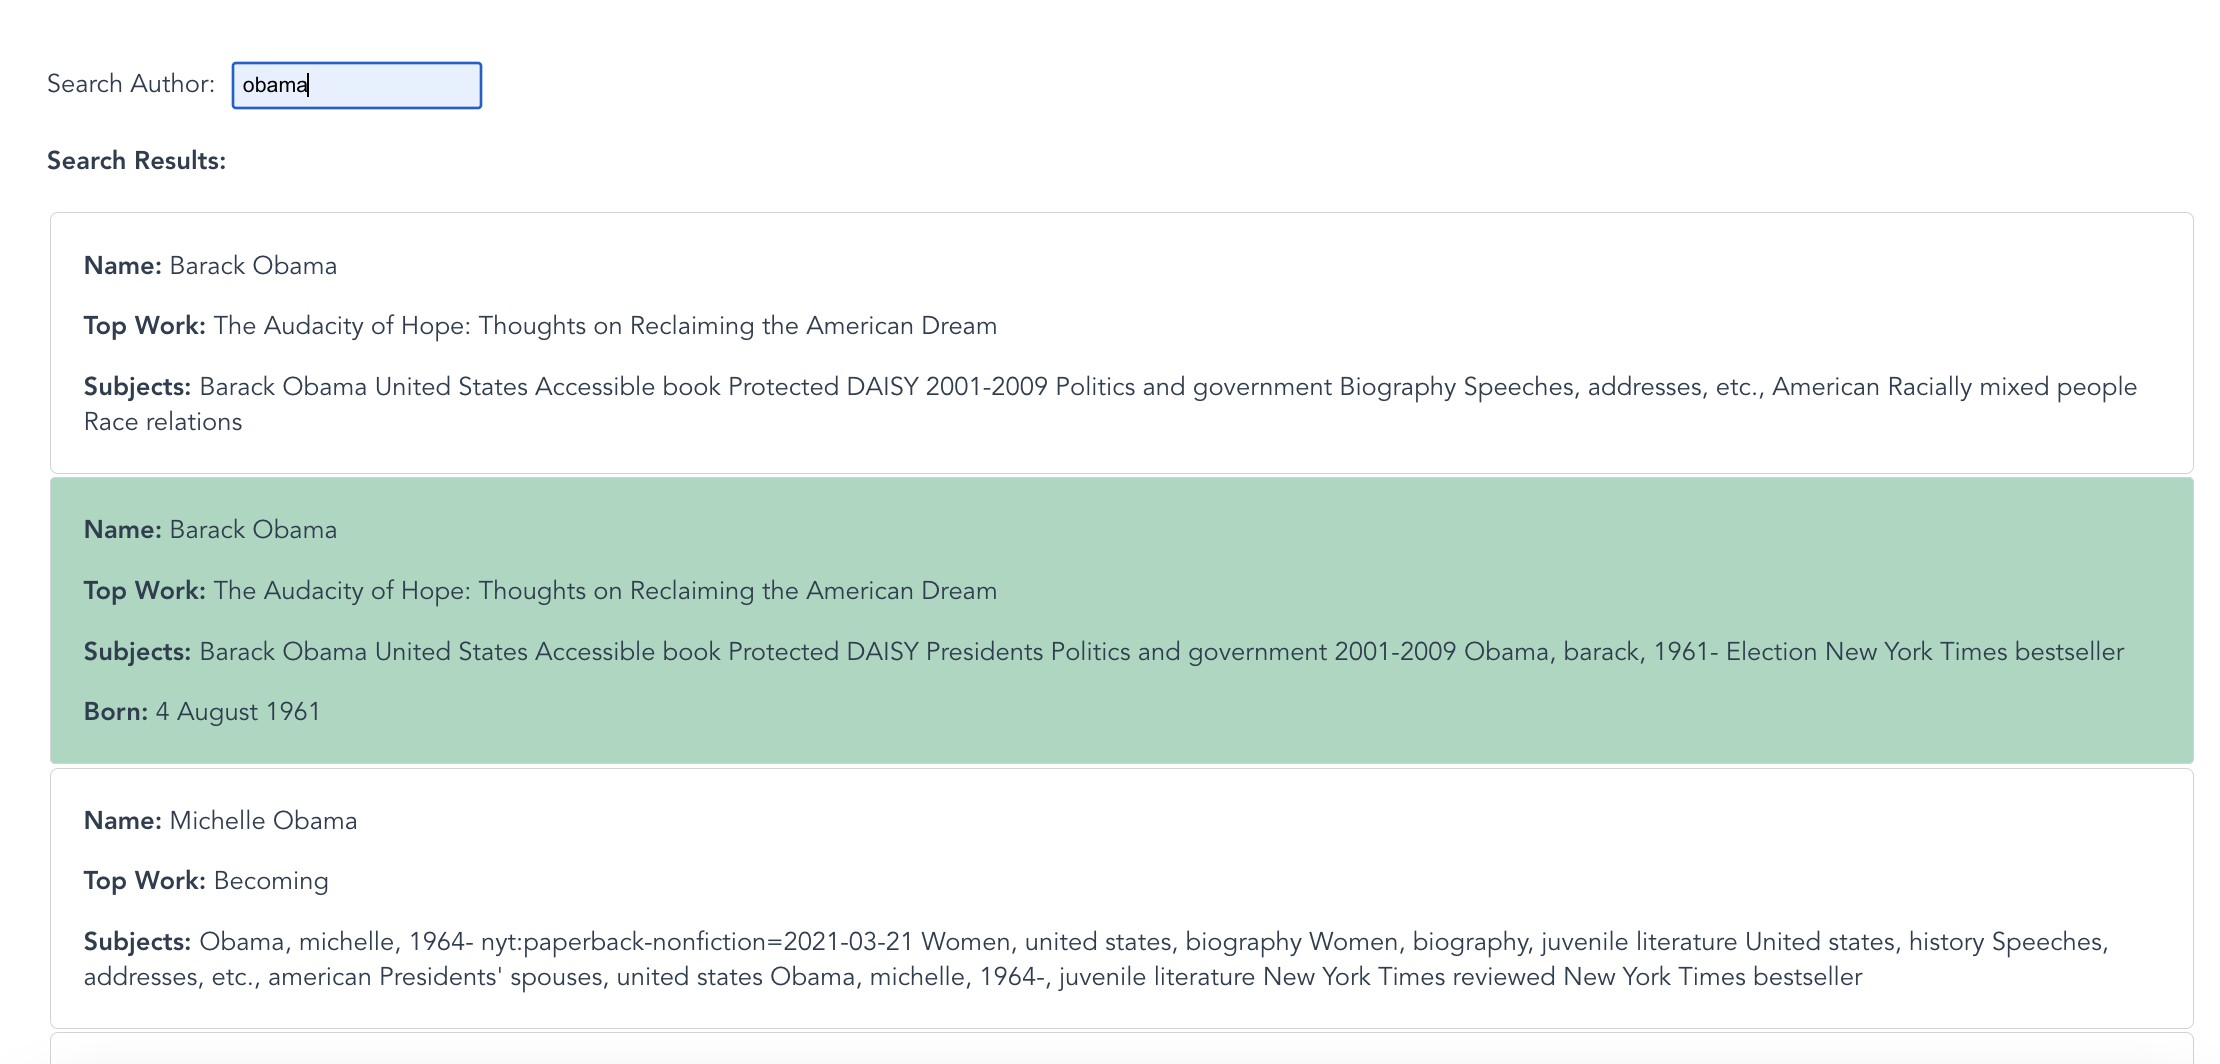 Search Author: obama
Search Results:
Name: Barack Obama
Top Work: The Audacity of Hope: Thoughts on Reclaiming the American Dream
Subjects: Barack Obama United States Accessible book Protected DAISY 2001-2009 Politics and government Biography Speeches, addresses, etc., American Racially mixed people
Race relations
Name: Barack Obama
Top Work: The Audacity of Hope: Thoughts on Reclaiming the American Dream
Subjects: Barack Obama United States Accessible book Protected DAISY Presidents Politics and government 2001-2009 Obama, barack, 1961- Election New York Times bestseller
Born: 4 August 1961
Name: Michelle Obama
Top Work: Becoming
Subjects: Obama, michelle, 1964- nyt:paperback-nonfiction=2021-03-21 Women, united states, biography Women, biography, juvenile literature United states, history Speeches,
addresses, etc., american Presidents' spouses, united states Obama, michelle, 1964-, juvenile literature New York Times reviewed New York Times bestseller